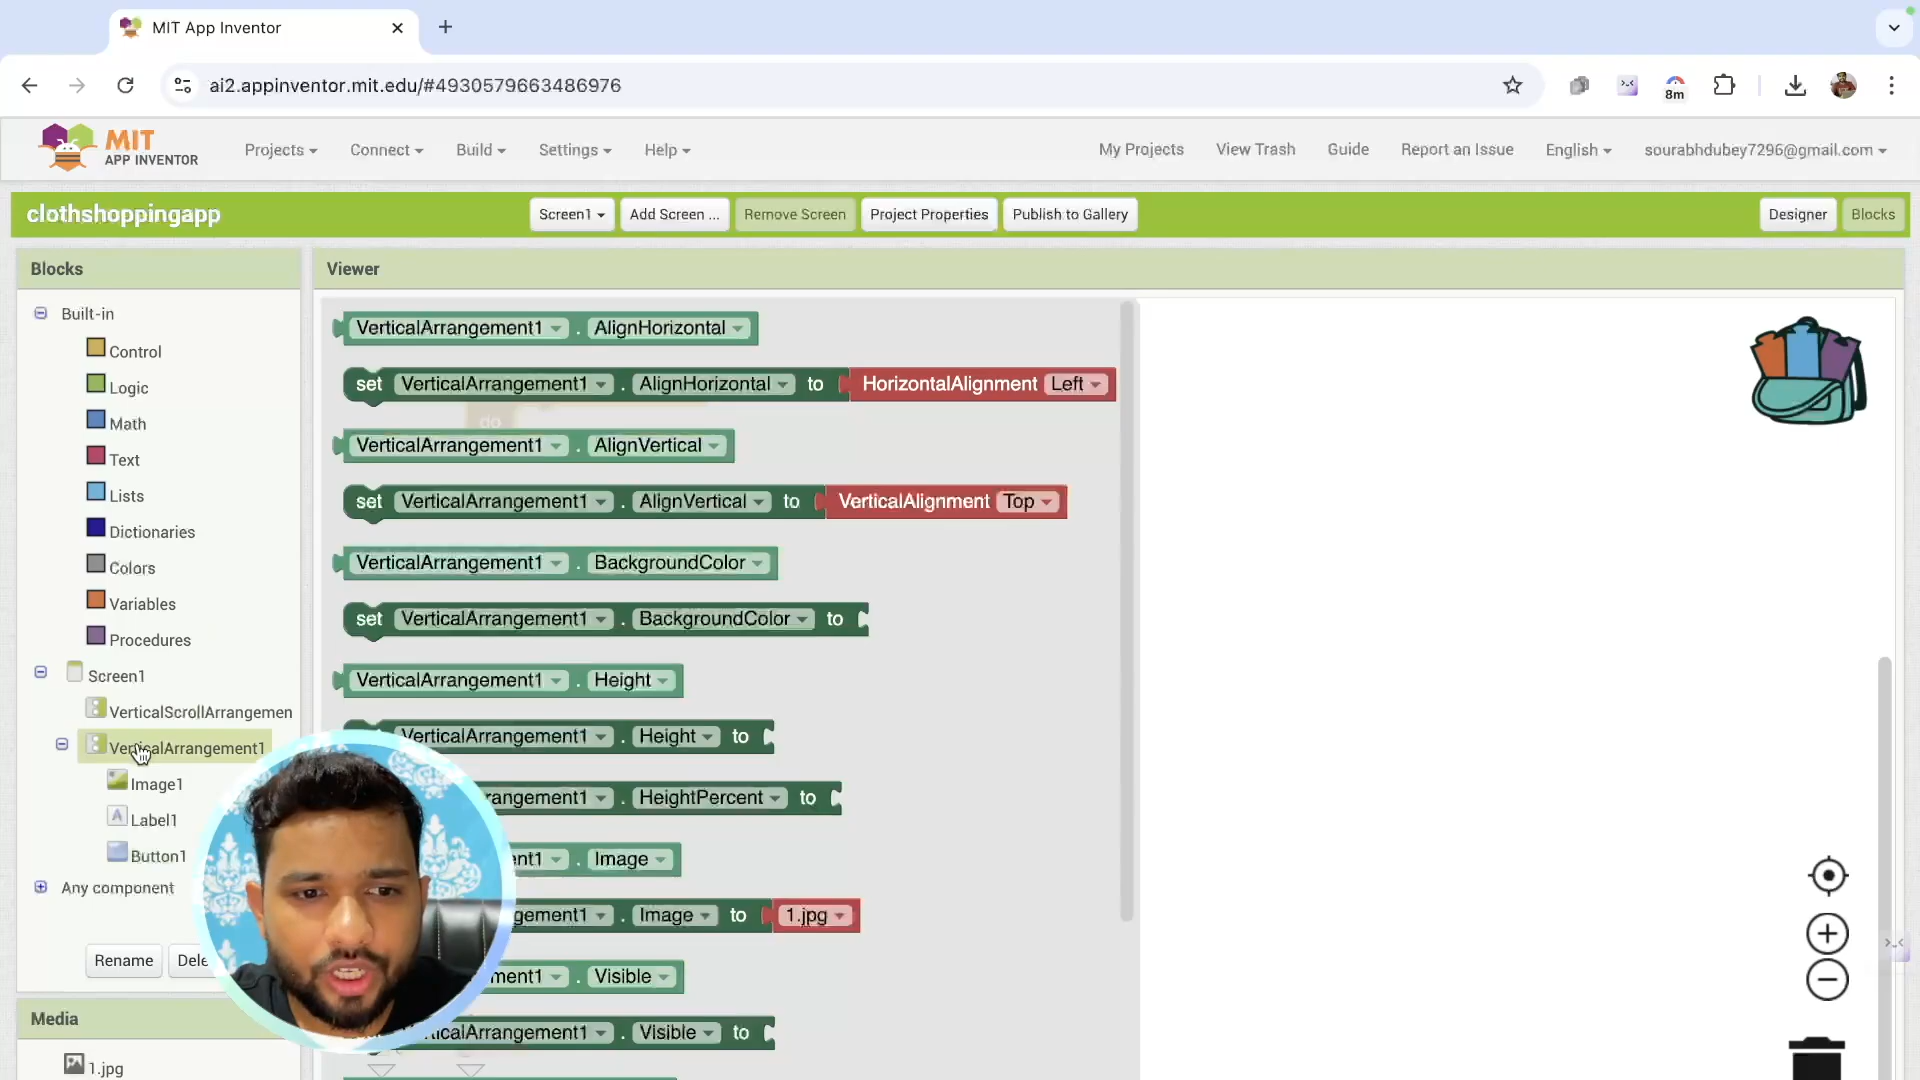 MIT App Inventor
ai2.appinventor.mit.edu/#4930579663486976
8m
MIT
APP INVENTOR
Projects
Connect
Build
Settings
Help
My Projects
View Trash
Guide
Report an Issue
English
sourabhdubey7296@gmail.com
clothshoppingapp
Screen1
Add Screen ...
Remove Screen
Project Properties
Publish to Gallery
Designer
Blocks
Blocks
Built-in
Control
Logic
Math
Text
Lists
Dictionaries
Colors
Variables
Procedures
Screen1
VerticalScrollArrangemen
VerticalArrangement1
Image1
Label1
Button1
Any component
Rename
Dele
Media
1.jpg
Viewer
VerticalArrangement1 . AlignHorizontal
set VerticalArrangement1 . AlignHorizontal to HorizontalAlignment Left
do
VerticalArrangement1 . AlignVertical
set VerticalArrangement1 . AlignVertical to VerticalAlignment Top
VerticalArrangement1 . BackgroundColor
set VerticalArrangement1 . BackgroundColor to
VerticalArrangement1 . Height
VerticalArrangement1 . Height to
rangement1 . HeightPercent to
ent1 . Image
gement1 . Image to 1.jpg
ment1 . Visible
ticalArrangement1 . Visible to